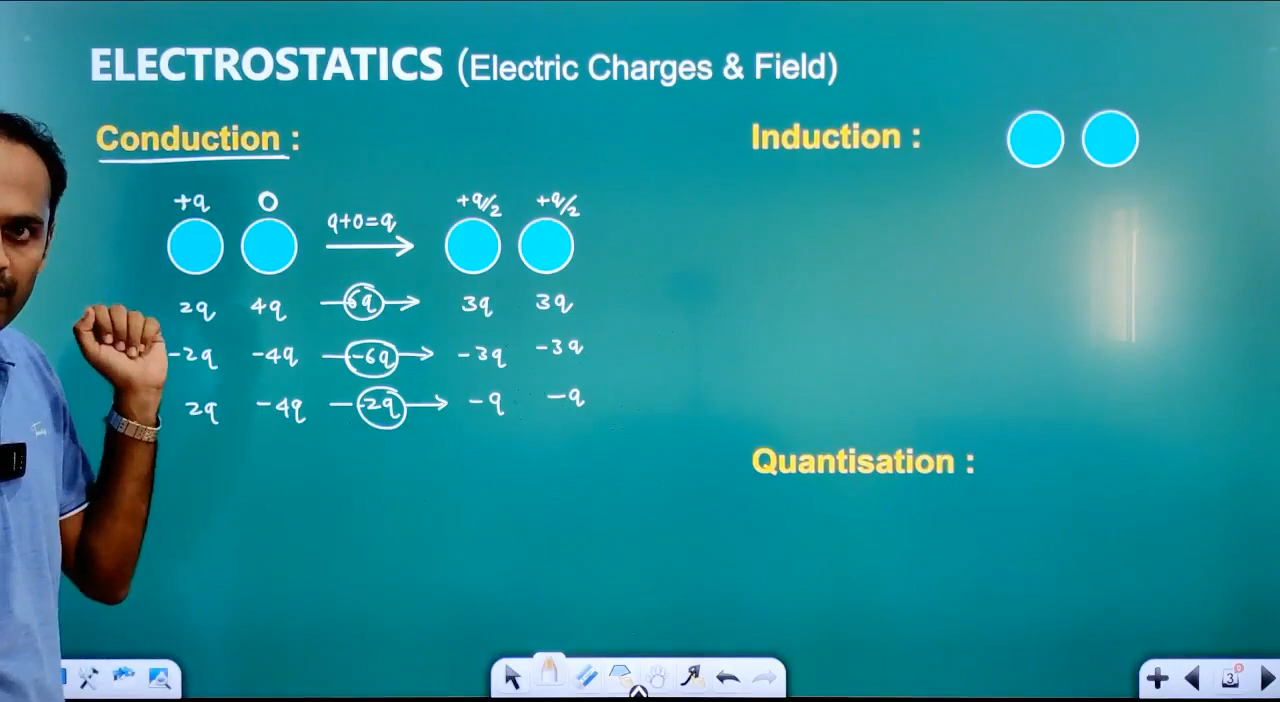 ELECTROSTATICS (Electric Charges & Field)
Conduction :
+q 0 q+0=q +q/2 +q/2
2q 4q 6q 3q 3q
-2q -4q -6q -3q -3q
2q -4q -2q -q -q
Induction :
Quantisation :
3